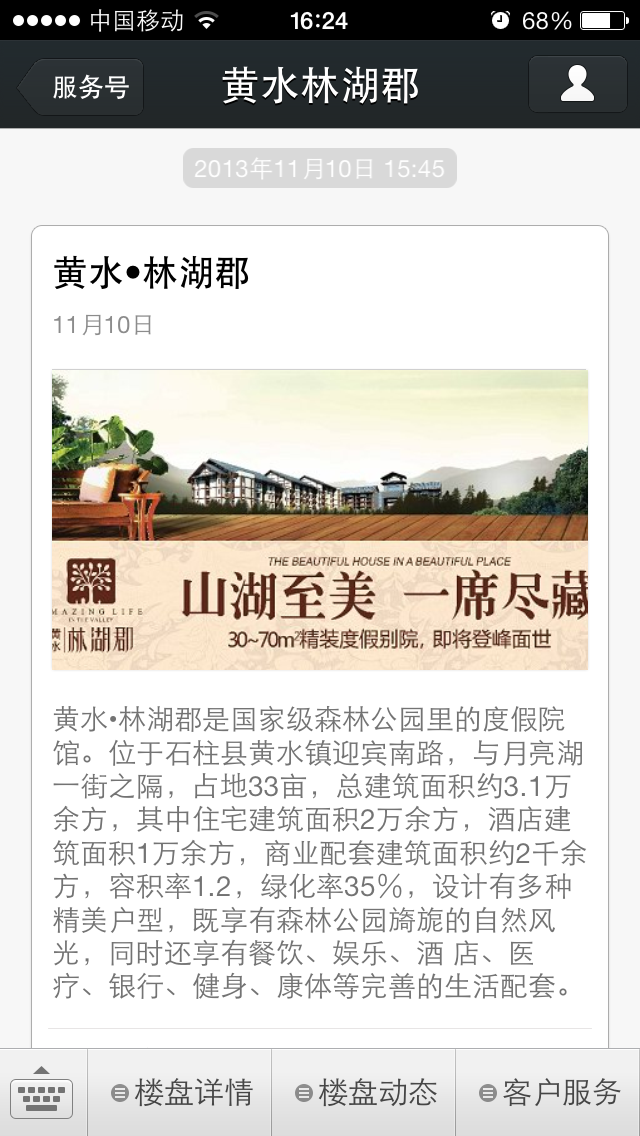 中国移动 16:24 68%
服务号 黄水林湖郡
2013年11月10日 15:45
黄水•林湖郡
11月10日
THE BEAUTIFUL HOUSE IN A BEAUTIFUL PLACE
山湖至美 一席尽藏
30~70m²精装度假别院,即将登峰面世
MAZING LIFE
IN THE VALLEY
黄水 林湖郡
黄水•林湖郡是国家级森林公园里的度假院
馆。位于石柱县黄水镇迎宾南路，与月亮湖
一街之隔，占地33亩，总建筑面积约3.1万
余方，其中住宅建筑面积2万余方，酒店建
筑面积1万余方，商业配套建筑面积约2千余
方，容积率1.2，绿化率35%，设计有多种
精美户型，既享有森林公园旖旎的自然风
光，同时还享有餐饮、娱乐、酒 店、医
疗、银行、健身、康体等完善的生活配套。
楼盘详情 楼盘动态 客户服务